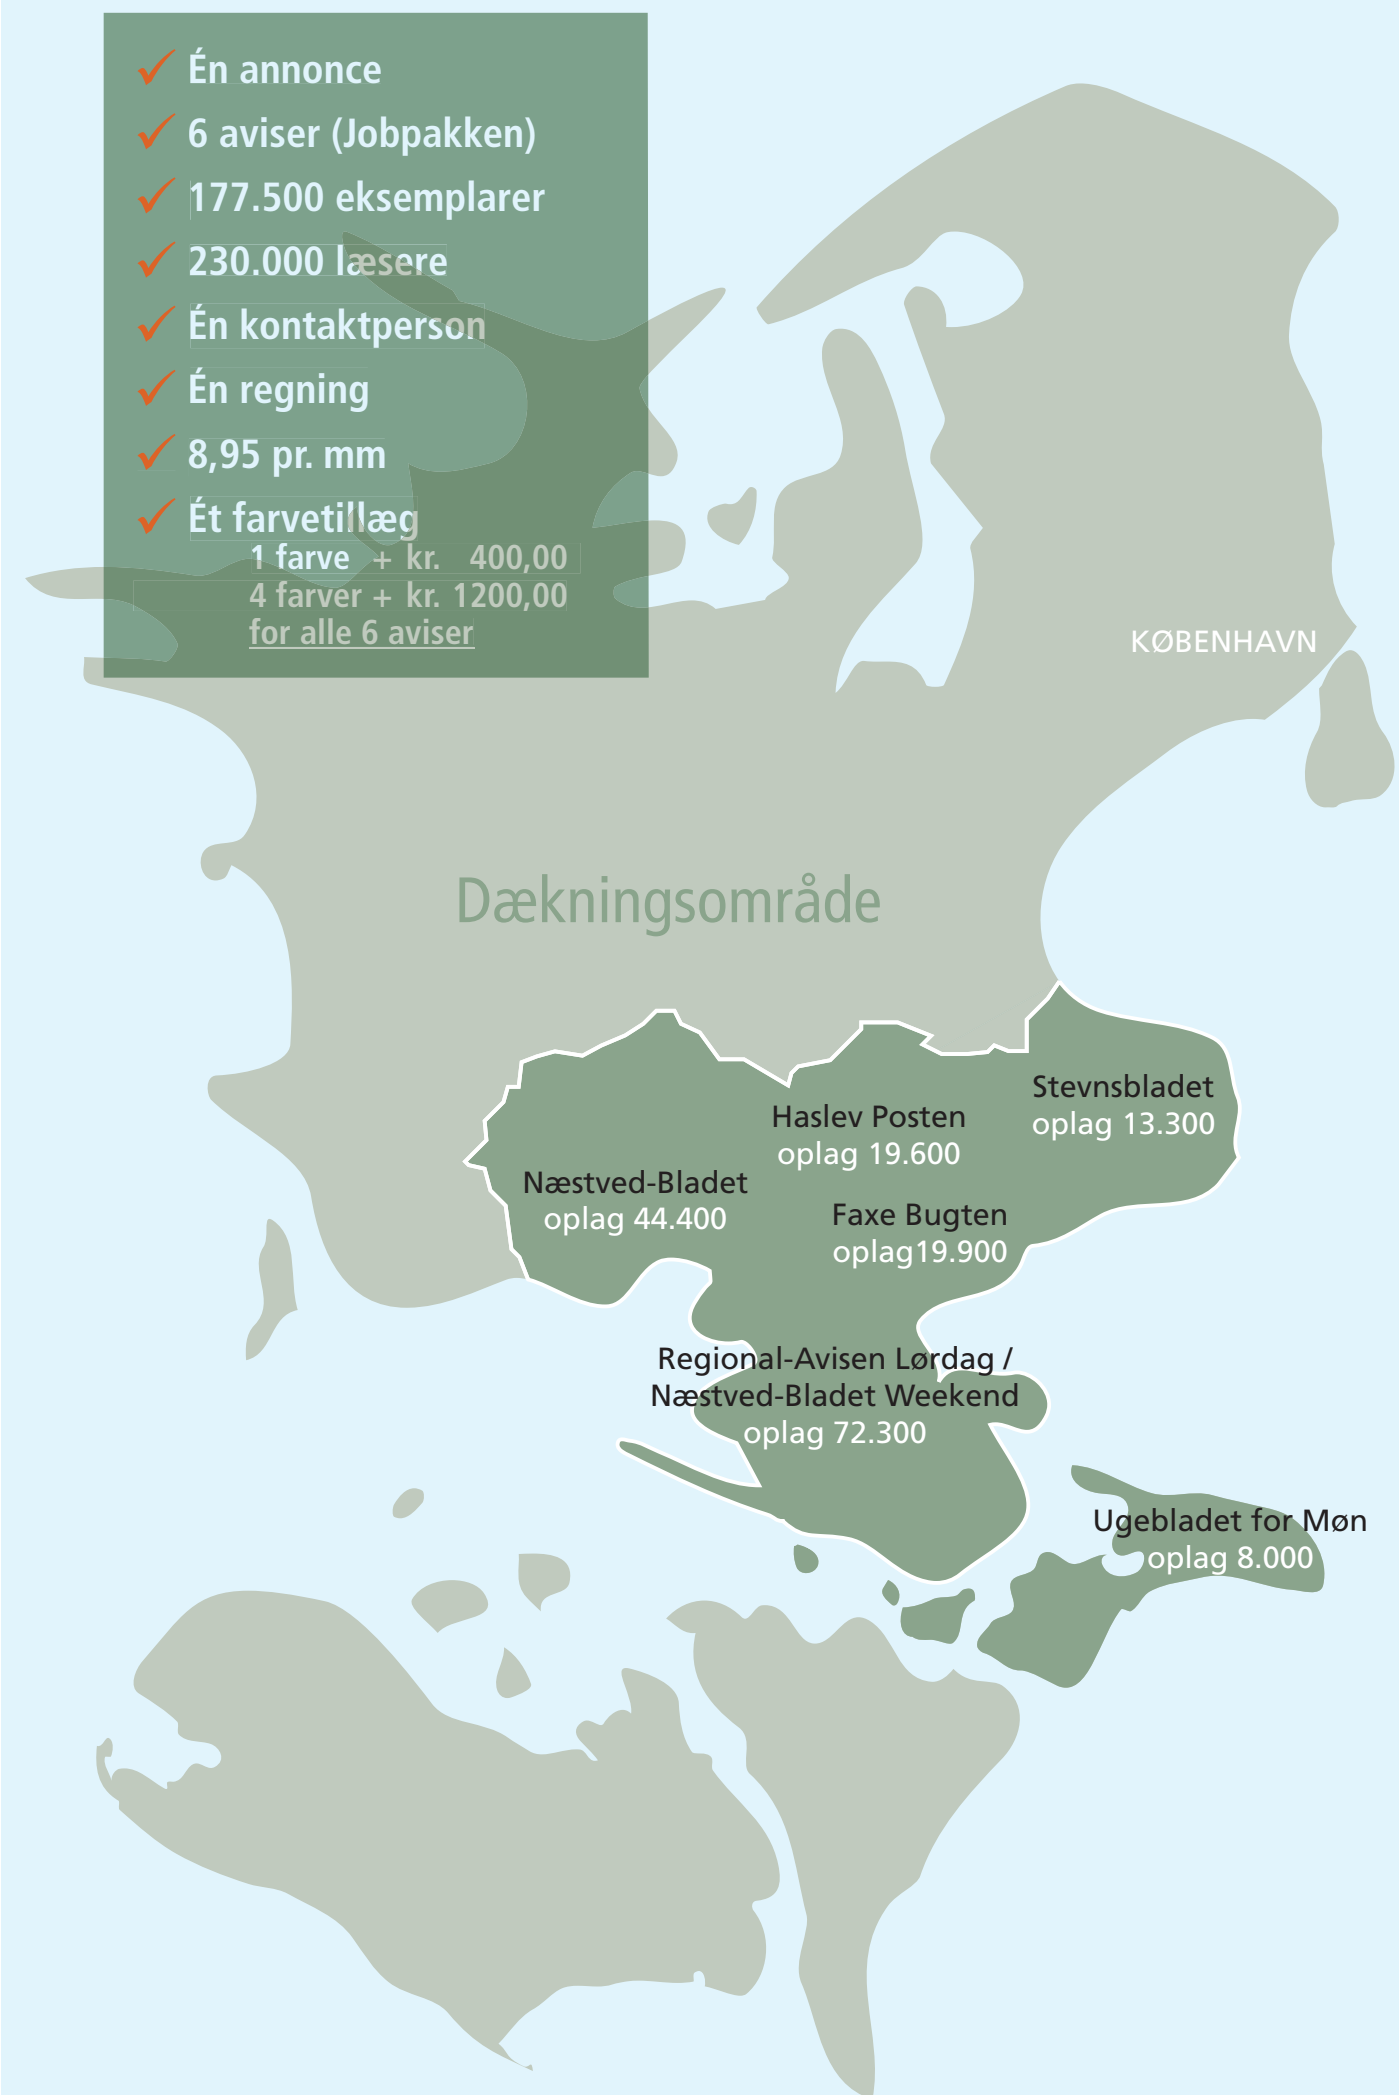 Én annonce
6 aviser (Jobpakken)
177.500 eksemplarer
230.000 læsere
Én kontaktperson
Én regning
8,95 pr. mm
Ét farvetillæg
1 farve + kr. 400,00
4 farver + kr. 1200,00
for alle 6 aviser
KØBENHAVN
Dækningsområde
Stevnsbladet
oplag 13.300
Haslev Posten
oplag 19.600
Næstved-Bladet
oplag 44.400
Faxe Bugten
oplag19.900
Regional-Avisen Lørdag /
Næstved-Bladet Weekend
oplag 72.300
Ugebladet for Møn
oplag 8.000